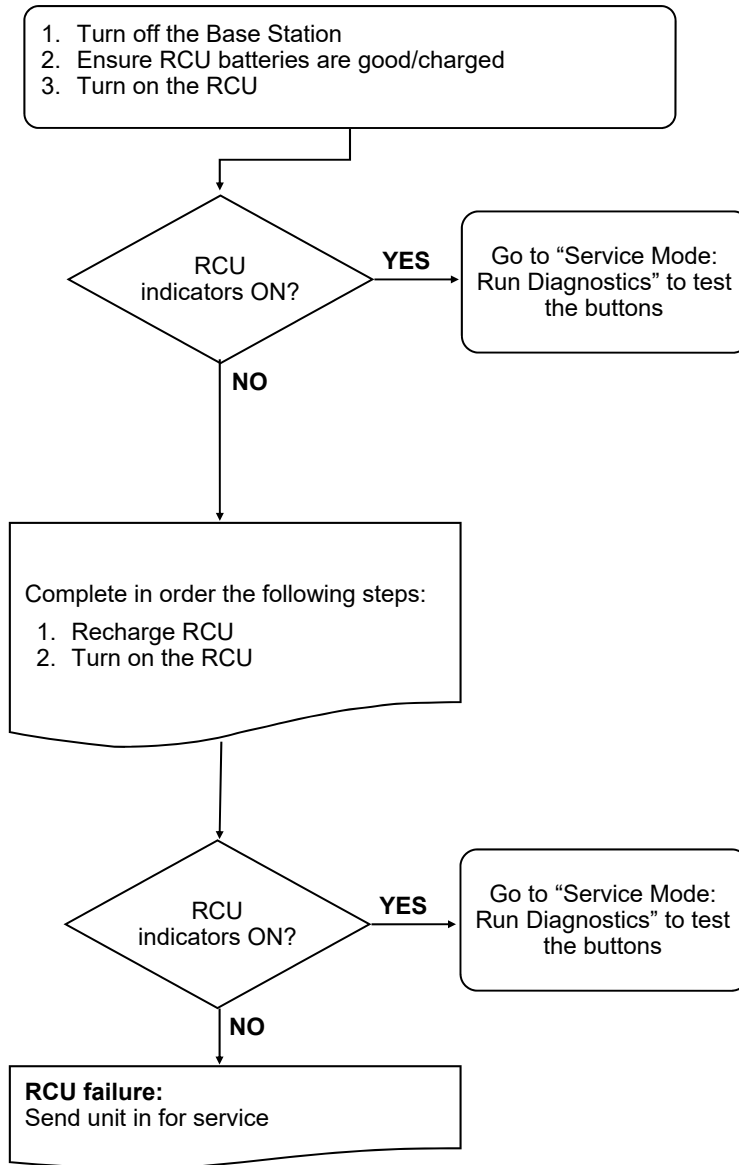 1. Turn off the Base Station
2. Ensure RCU batteries are good/charged
3. Turn on the RCU
RCU
indicators ON?
YES
Go to “Service Mode:
Run Diagnostics” to test
the buttons
NO
Complete in order the following steps:
1. Recharge RCU
2. Turn on the RCU
RCU
indicators ON?
YES
Go to “Service Mode:
Run Diagnostics” to test
the buttons
NO
RCU failure:
Send unit in for service